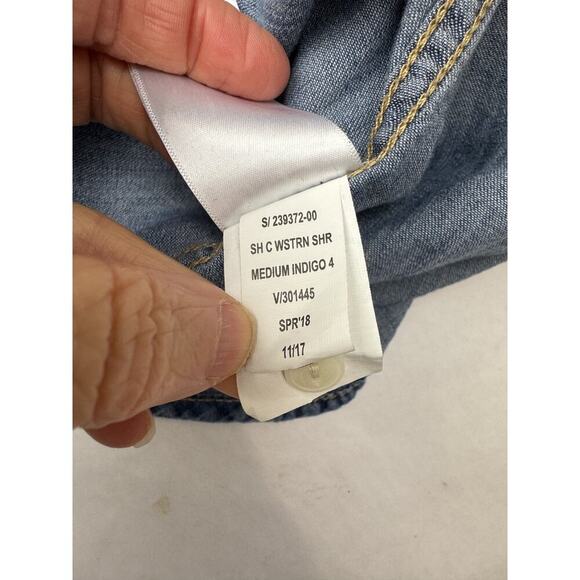 S/ 239372-00
SH C WSTRN SHR
MEDIUM INDIGO 4
V/301445
SPR'18
11/17